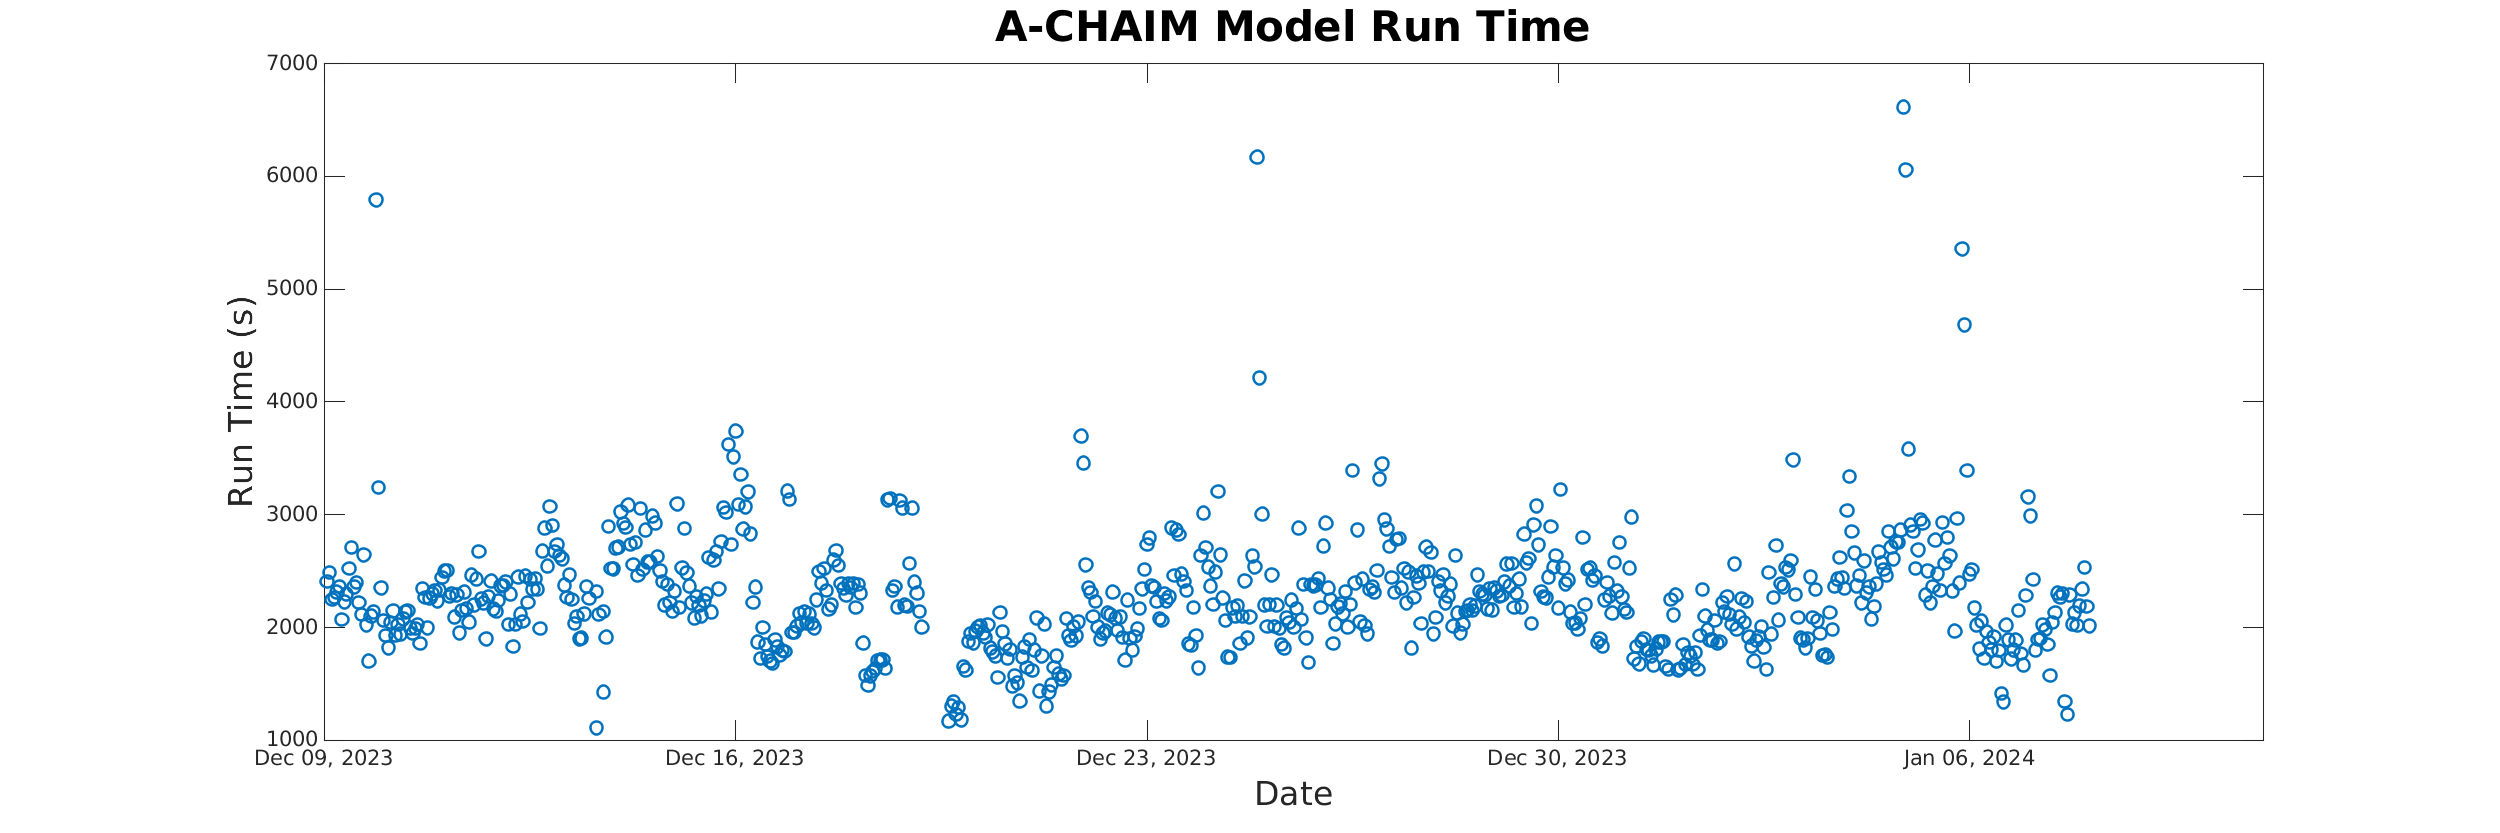 A-CHAIM Model Run Time
7000
6000
5000
4000
3000
2000
1000
Run Time (s)
Dec 09, 2023 Dec 16, 2023 Dec 23, 2023 Dec 30, 2023 Jan 06, 2024
Date